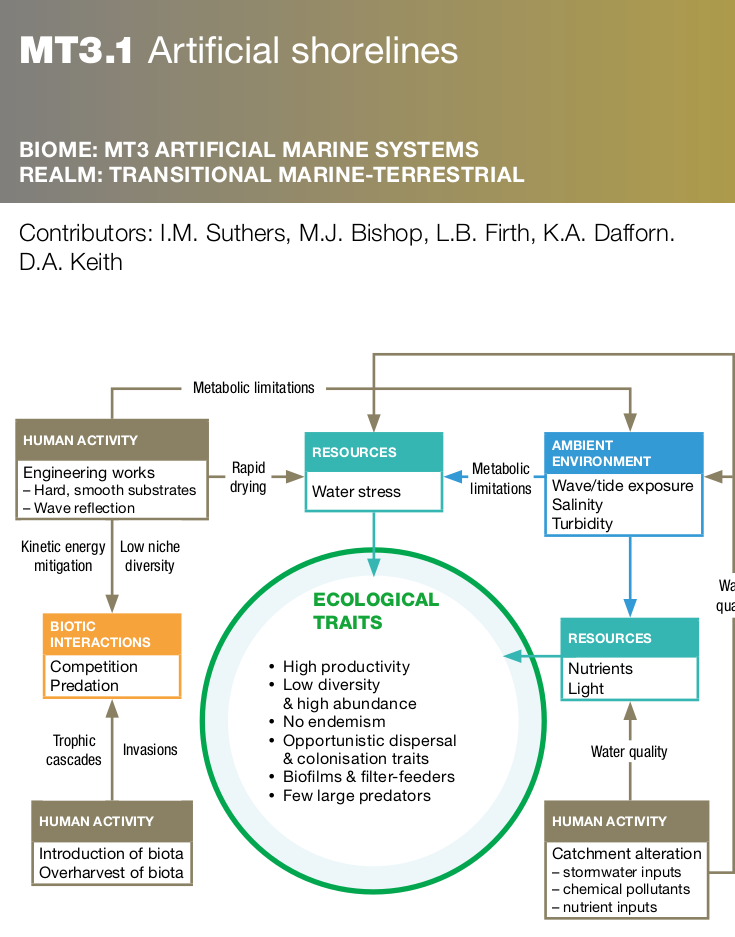 MT3.1 Artificial shorelines
BIOME: MT3 ARTIFICIAL MARINE SYSTEMS
REALM: TRANSITIONAL MARINE-TERRESTRIAL
Contributors: I.M. Suthers, M.J. Bishop, L.B. Firth, K.A. Dafforn.
D.A. Keith
Metabolic limitations
HUMAN ACTIVITY
Engineering works
– Hard, smooth substrates
– Wave reflection
Rapid
drying
RESOURCES
Water stress
Metabolic
limitations
AMBIENT
ENVIRONMENT
Wave/tide exposure
Salinity
Turbidity
Kinetic energy
mitigation
Low niche
diversity
BIOTIC
INTERACTIONS
Competition
Predation
ECOLOGICAL
TRAITS
• High productivity
• Low diversity
& high abundance
• No endemism
• Opportunistic dispersal
& colonisation traits
• Biofilms & filter-feeders
• Few large predators
RESOURCES
Nutrients
Light
Trophic
cascades
Invasions
Water quality
HUMAN ACTIVITY
Introduction of biota
Overharvest of biota
HUMAN ACTIVITY
Catchment alteration
– stormwater inputs
– chemical pollutants
– nutrient inputs